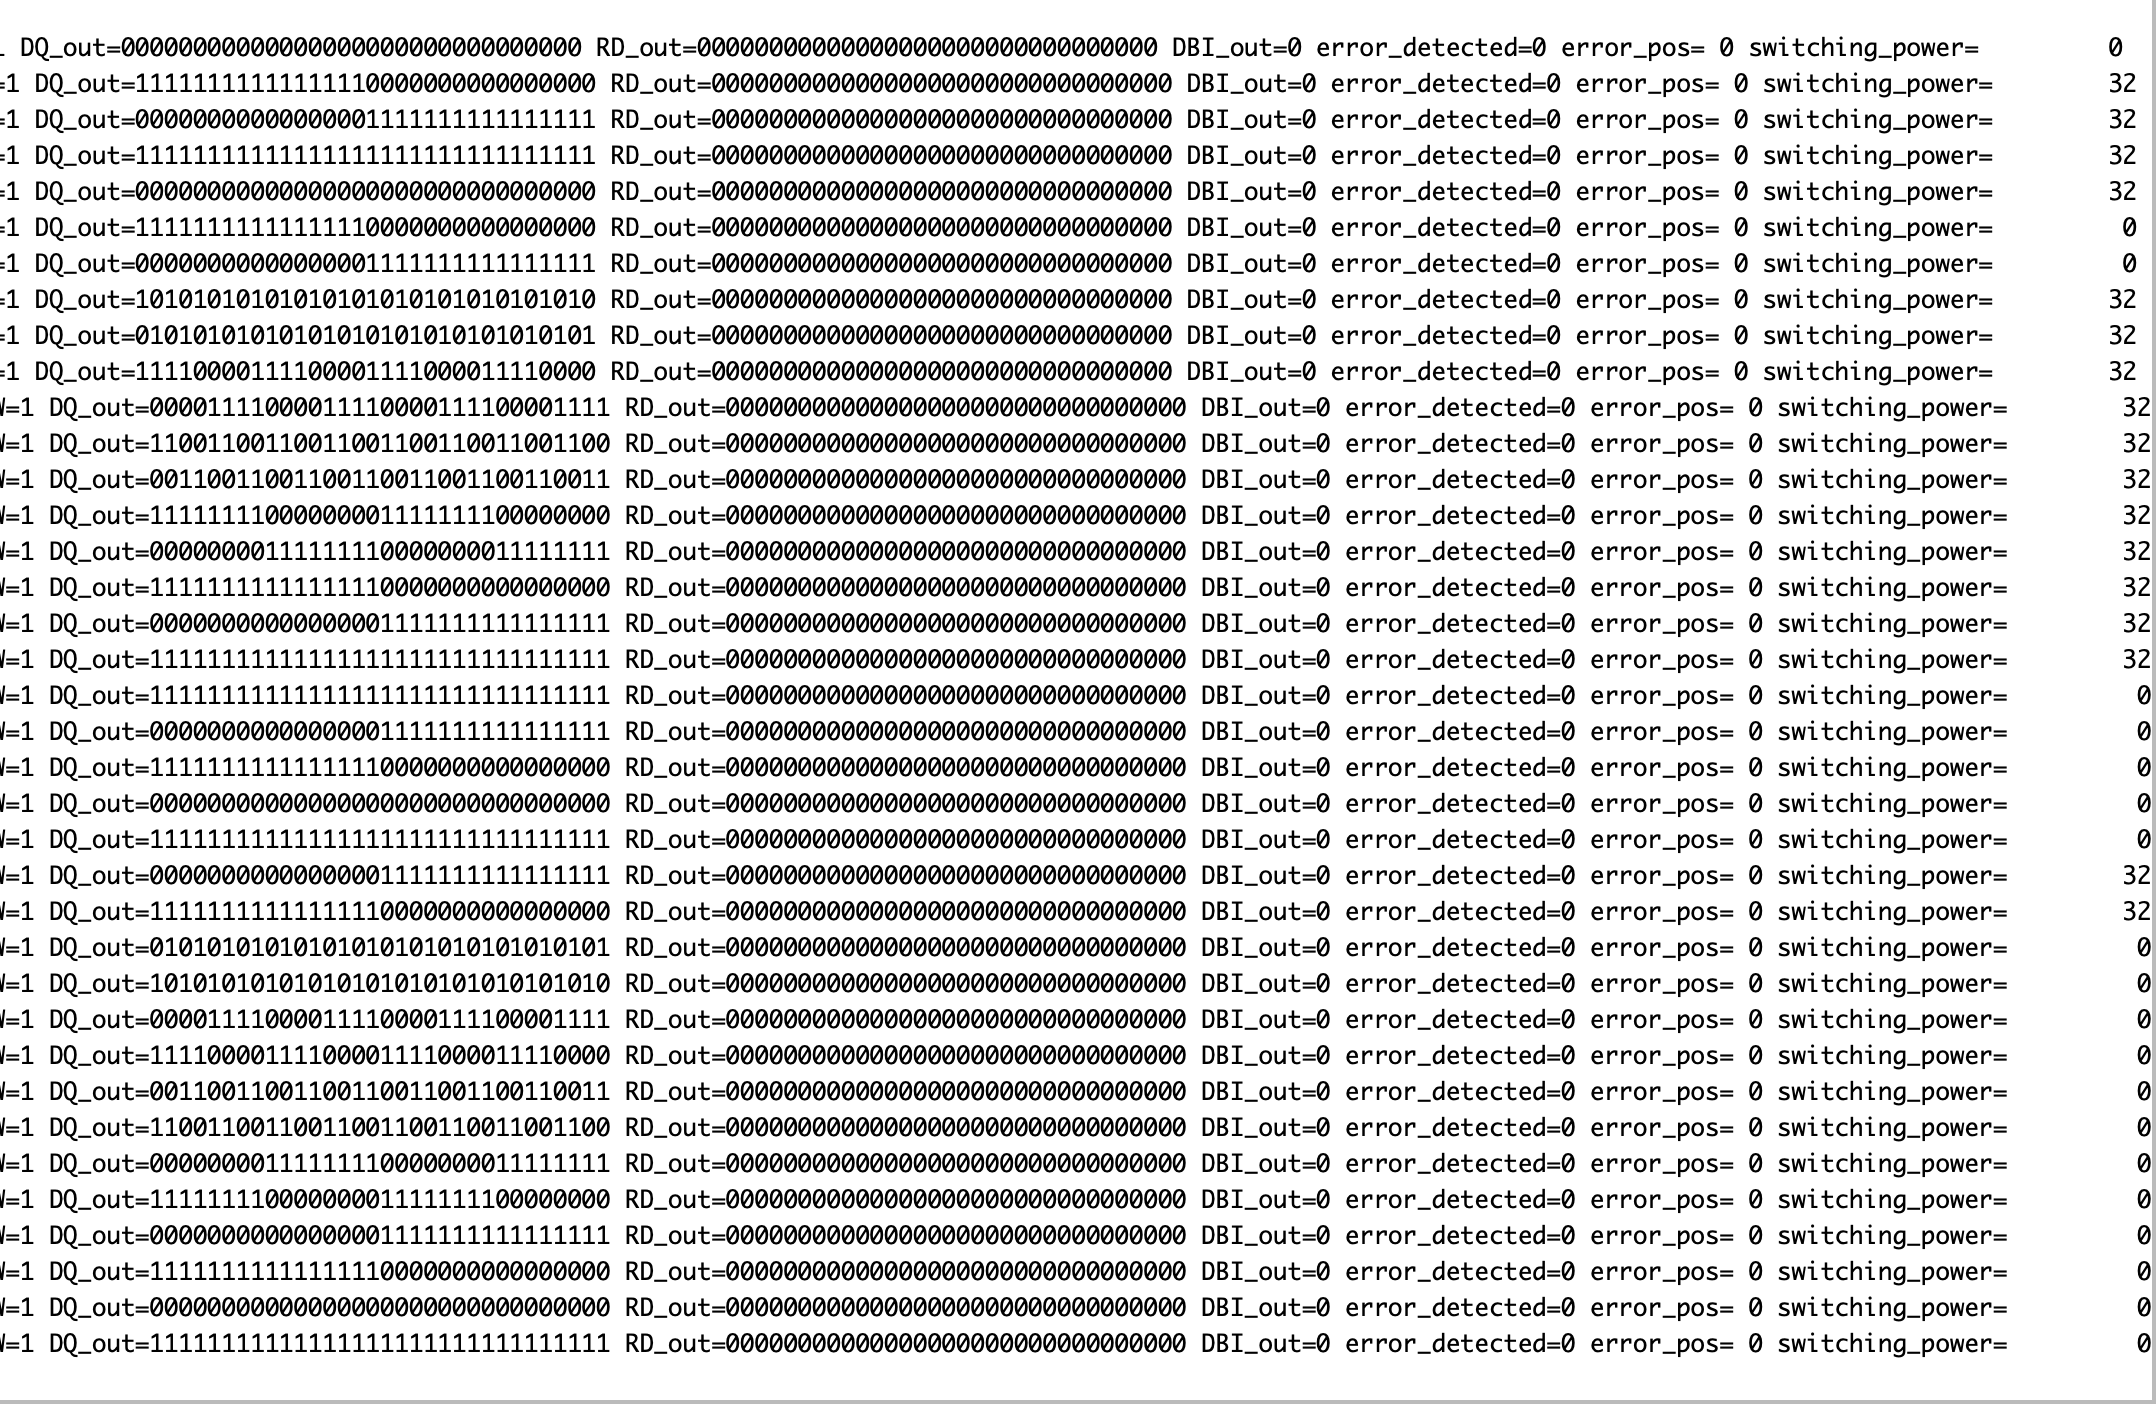 DQ_out=00000000000000000000000000000000 RD_out=00000000000000000000000000000000 DBI_out=0 error_detected=0 error_pos= 0 switching_power= 0
=1 DQ_out=11111111111111110000000000000000 RD_out=00000000000000000000000000000000 DBI_out=0 error_detected=0 error_pos= 0 switching_power= 32
=1 DQ_out=00000000000000001111111111111111 RD_out=00000000000000000000000000000000 DBI_out=0 error_detected=0 error_pos= 0 switching_power= 32
=1 DQ_out=11111111111111111111111111111111 RD_out=00000000000000000000000000000000 DBI_out=0 error_detected=0 error_pos= 0 switching_power= 32
=1 DQ_out=00000000000000000000000000000000 RD_out=00000000000000000000000000000000 DBI_out=0 error_detected=0 error_pos= 0 switching_power= 32
=1 DQ_out=11111111111111110000000000000000 RD_out=00000000000000000000000000000000 DBI_out=0 error_detected=0 error_pos= 0 switching_power= 0
=1 DQ_out=00000000000000001111111111111111 RD_out=00000000000000000000000000000000 DBI_out=0 error_detected=0 error_pos= 0 switching_power= 0
=1 DQ_out=10101010101010101010101010101010 RD_out=00000000000000000000000000000000 DBI_out=0 error_detected=0 error_pos= 0 switching_power= 32
=1 DQ_out=01010101010101010101010101010101 RD_out=00000000000000000000000000000000 DBI_out=0 error_detected=0 error_pos= 0 switching_power= 32
=1 DQ_out=11110000111100001111000011110000 RD_out=00000000000000000000000000000000 DBI_out=0 error_detected=0 error_pos= 0 switching_power= 32
W=1 DQ_out=00001111000011110000111100001111 RD_out=00000000000000000000000000000000 DBI_out=0 error_detected=0 error_pos= 0 switching_power= 32
W=1 DQ_out=11001100110011001100110011001100 RD_out=00000000000000000000000000000000 DBI_out=0 error_detected=0 error_pos= 0 switching_power= 32
W=1 DQ_out=00110011001100110011001100110011 RD_out=00000000000000000000000000000000 DBI_out=0 error_detected=0 error_pos= 0 switching_power= 32
W=1 DQ_out=11111111000000001111111100000000 RD_out=00000000000000000000000000000000 DBI_out=0 error_detected=0 error_pos= 0 switching_power= 32
W=1 DQ_out=00000000111111110000000011111111 RD_out=00000000000000000000000000000000 DBI_out=0 error_detected=0 error_pos= 0 switching_power= 32
W=1 DQ_out=11111111111111110000000000000000 RD_out=00000000000000000000000000000000 DBI_out=0 error_detected=0 error_pos= 0 switching_power= 32
W=1 DQ_out=00000000000000001111111111111111 RD_out=00000000000000000000000000000000 DBI_out=0 error_detected=0 error_pos= 0 switching_power= 32
W=1 DQ_out=11111111111111111111111111111111 RD_out=00000000000000000000000000000000 DBI_out=0 error_detected=0 error_pos= 0 switching_power= 32
W=1 DQ_out=11111111111111111111111111111111 RD_out=00000000000000000000000000000000 DBI_out=0 error_detected=0 error_pos= 0 switching_power= 0
W=1 DQ_out=00000000000000001111111111111111 RD_out=00000000000000000000000000000000 DBI_out=0 error_detected=0 error_pos= 0 switching_power= 0
W=1 DQ_out=11111111111111110000000000000000 RD_out=00000000000000000000000000000000 DBI_out=0 error_detected=0 error_pos= 0 switching_power= 0
W=1 DQ_out=00000000000000000000000000000000 RD_out=00000000000000000000000000000000 DBI_out=0 error_detected=0 error_pos= 0 switching_power= 0
W=1 DQ_out=11111111111111111111111111111111 RD_out=00000000000000000000000000000000 DBI_out=0 error_detected=0 error_pos= 0 switching_power= 0
W=1 DQ_out=00000000000000001111111111111111 RD_out=00000000000000000000000000000000 DBI_out=0 error_detected=0 error_pos= 0 switching_power= 32
W=1 DQ_out=11111111111111110000000000000000 RD_out=00000000000000000000000000000000 DBI_out=0 error_detected=0 error_pos= 0 switching_power= 32
W=1 DQ_out=01010101010101010101010101010101 RD_out=00000000000000000000000000000000 DBI_out=0 error_detected=0 error_pos= 0 switching_power= 0
W=1 DQ_out=10101010101010101010101010101010 RD_out=00000000000000000000000000000000 DBI_out=0 error_detected=0 error_pos= 0 switching_power= 0
W=1 DQ_out=00001111000011110000111100001111 RD_out=00000000000000000000000000000000 DBI_out=0 error_detected=0 error_pos= 0 switching_power= 0
W=1 DQ_out=11110000111100001111000011110000 RD_out=00000000000000000000000000000000 DBI_out=0 error_detected=0 error_pos= 0 switching_power= 0
W=1 DQ_out=00110011001100110011001100110011 RD_out=00000000000000000000000000000000 DBI_out=0 error_detected=0 error_pos= 0 switching_power= 0
W=1 DQ_out=11001100110011001100110011001100 RD_out=00000000000000000000000000000000 DBI_out=0 error_detected=0 error_pos= 0 switching_power= 0
W=1 DQ_out=00000000111111110000000011111111 RD_out=00000000000000000000000000000000 DBI_out=0 error_detected=0 error_pos= 0 switching_power= 0
W=1 DQ_out=11111111000000001111111100000000 RD_out=00000000000000000000000000000000 DBI_out=0 error_detected=0 error_pos= 0 switching_power= 0
W=1 DQ_out=00000000000000001111111111111111 RD_out=00000000000000000000000000000000 DBI_out=0 error_detected=0 error_pos= 0 switching_power= 0
W=1 DQ_out=11111111111111110000000000000000 RD_out=00000000000000000000000000000000 DBI_out=0 error_detected=0 error_pos= 0 switching_power= 0
W=1 DQ_out=00000000000000000000000000000000 RD_out=00000000000000000000000000000000 DBI_out=0 error_detected=0 error_pos= 0 switching_power= 0
W=1 DQ_out=11111111111111111111111111111111 RD_out=00000000000000000000000000000000 DBI_out=0 error_detected=0 error_pos= 0 switching_power= 0